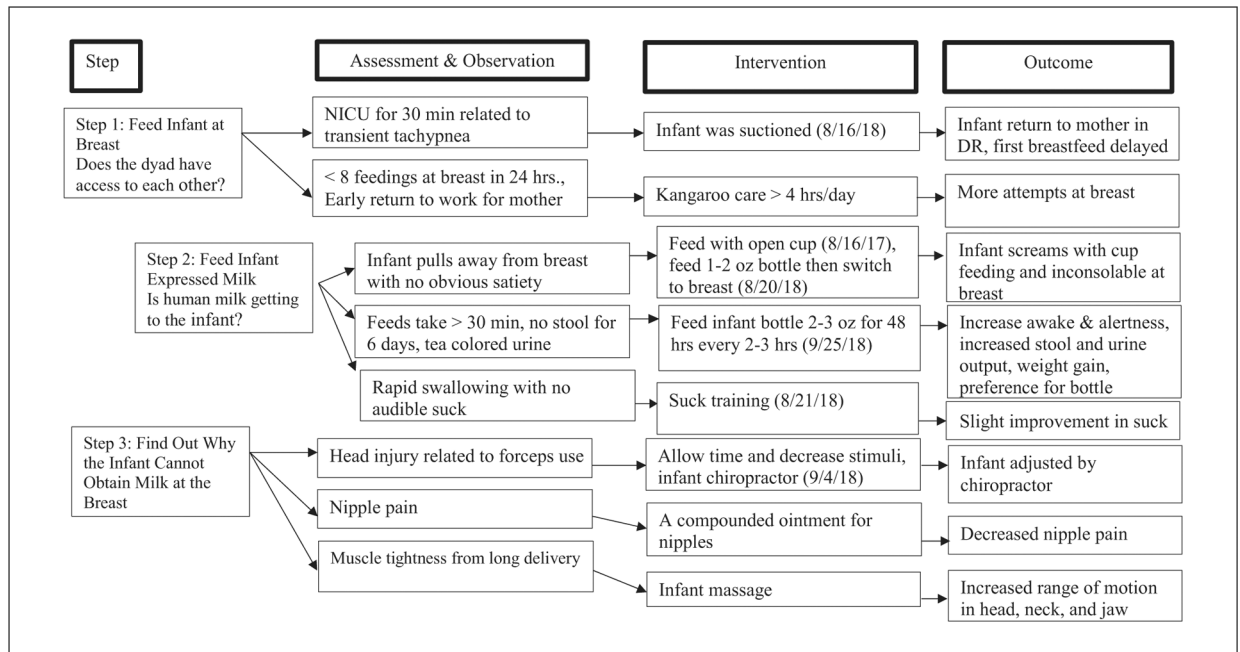 Step
Assessment & Observation
Intervention
Outcome
Step 1: Feed Infant at
Breast
Does the dyad have
access to each other?
NICU for 30 min related to
transient tachypnea
Infant was suctioned (8/16/18)
Infant return to mother in
DR, first breastfeed delayed
< 8 feedings at breast in 24 hrs.,
Early return to work for mother
Kangaroo care > 4 hrs/day
More attempts at breast
Step 2: Feed Infant
Expressed Milk
Is human milk getting
to the infant?
Infant pulls away from breast
with no obvious satiety
Feed with open cup (8/16/17),
feed 1-2 oz bottle then switch
to breast (8/20/18)
Infant screams with cup
feeding and inconsolable at
breast
Feeds take > 30 min, no stool for
6 days, tea colored urine
Feed infant bottle 2-3 oz for 48
hrs every 2-3 hrs (9/25/18)
Increase awake & alertness,
increased stool and urine
output, weight gain,
preference for bottle
Rapid swallowing with no
audible suck
Suck training (8/21/18)
Slight improvement in suck
Step 3: Find Out Why
the Infant Cannot
Obtain Milk at the
Breast
Head injury related to forceps use
Allow time and decrease stimuli,
infant chiropractor (9/4/18)
Infant adjusted by
chiropractor
Nipple pain
A compounded ointment for
nipples
Decreased nipple pain
Muscle tightness from long delivery
Infant massage
Increased range of motion
in head, neck, and jaw